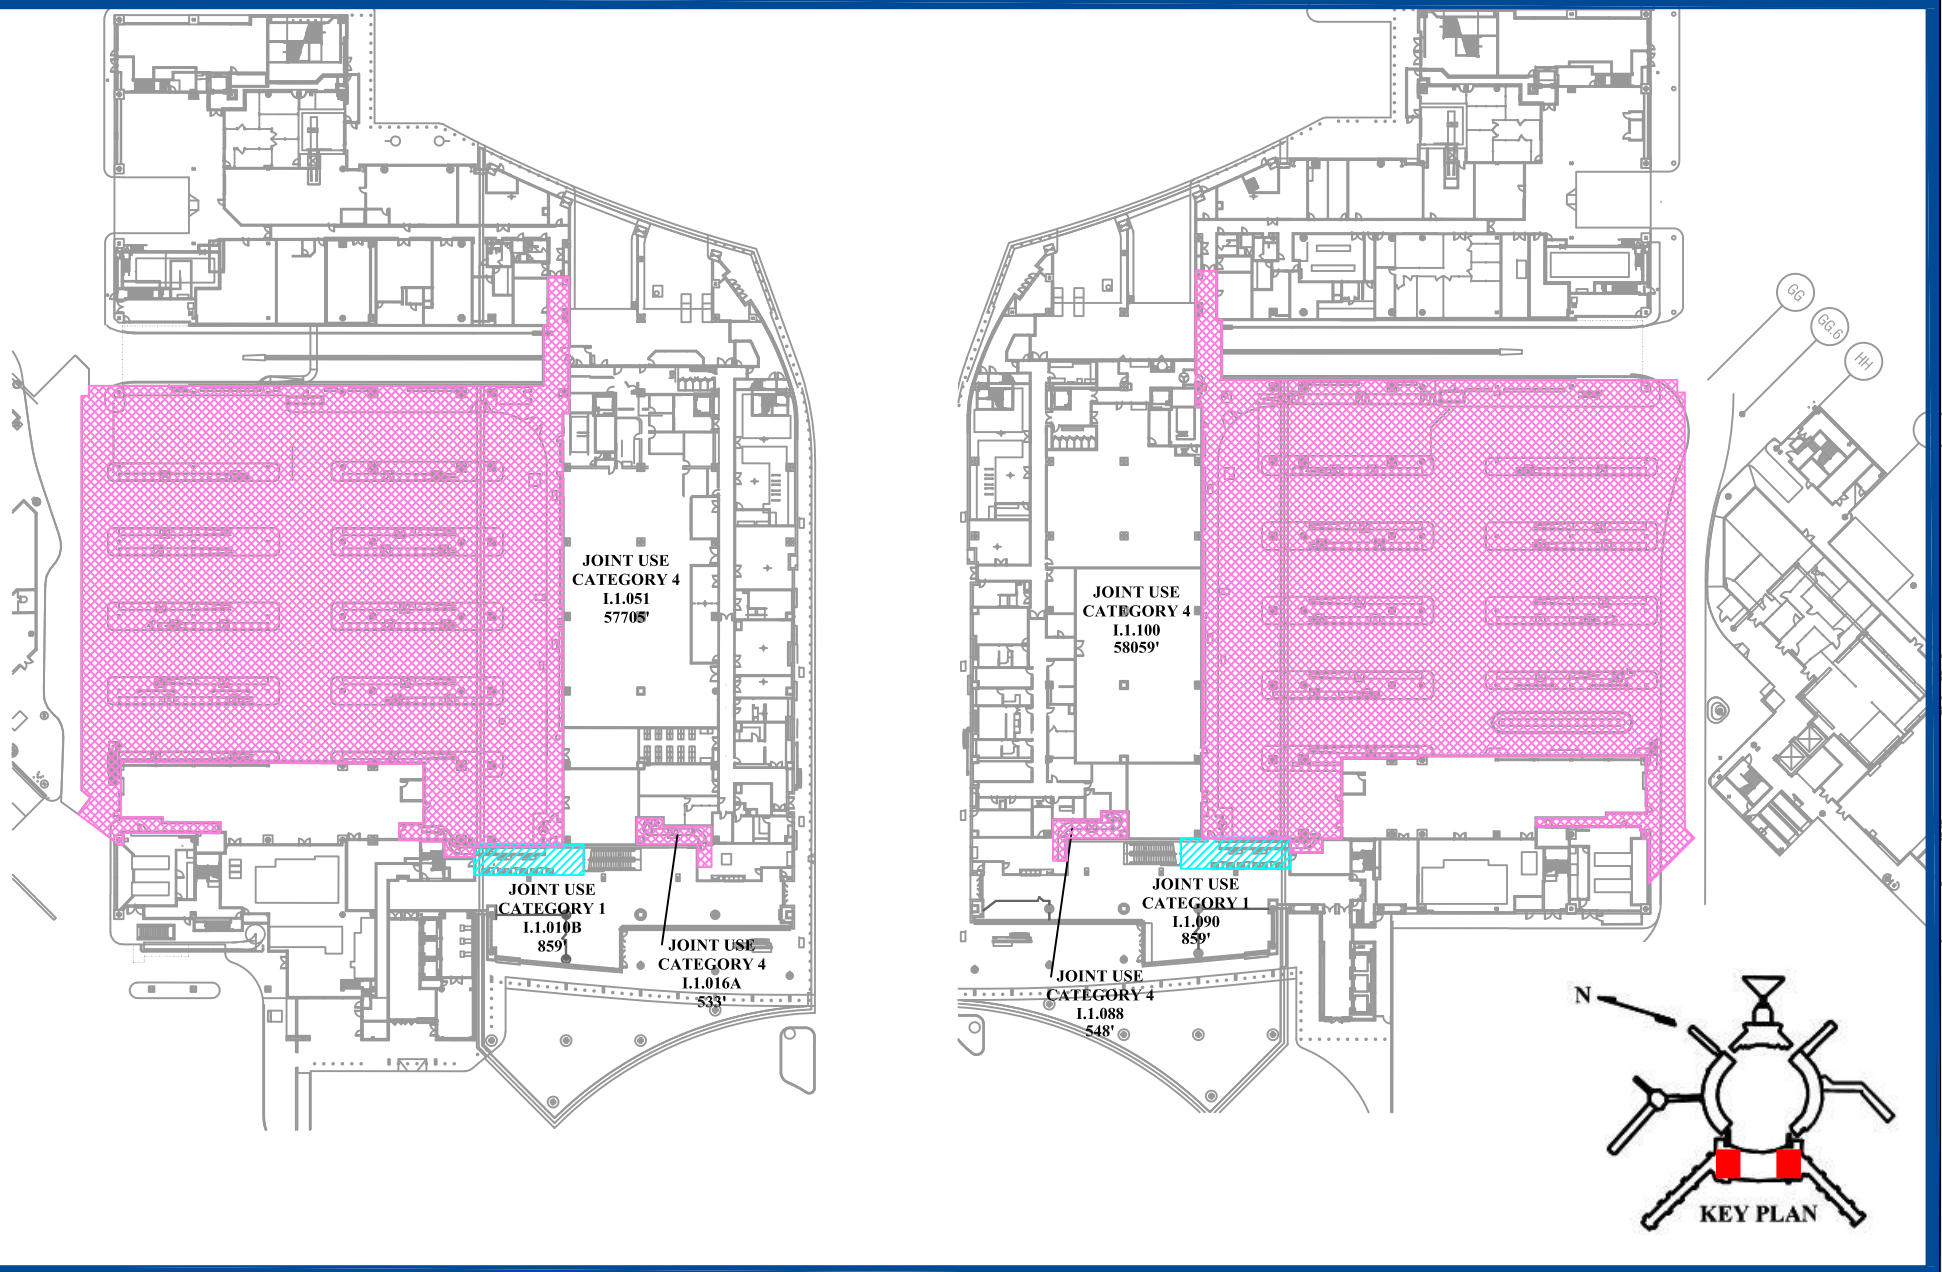 GG
GG.6
HH
JOINT USE
CATEGORY 4
I.1.051
57705'
JOINT USE
CATEGORY 4
I.1.100
58059'
JOINT USE
CATEGORY 1
I.1.010B
859'
JOINT USE
CATEGORY 4
I.1.016A
533'
JOINT USE
CATEGORY 1
I.1.090
859'
JOINT USE
CATEGORY 4
I.1.088
548'
N
KEY PLAN